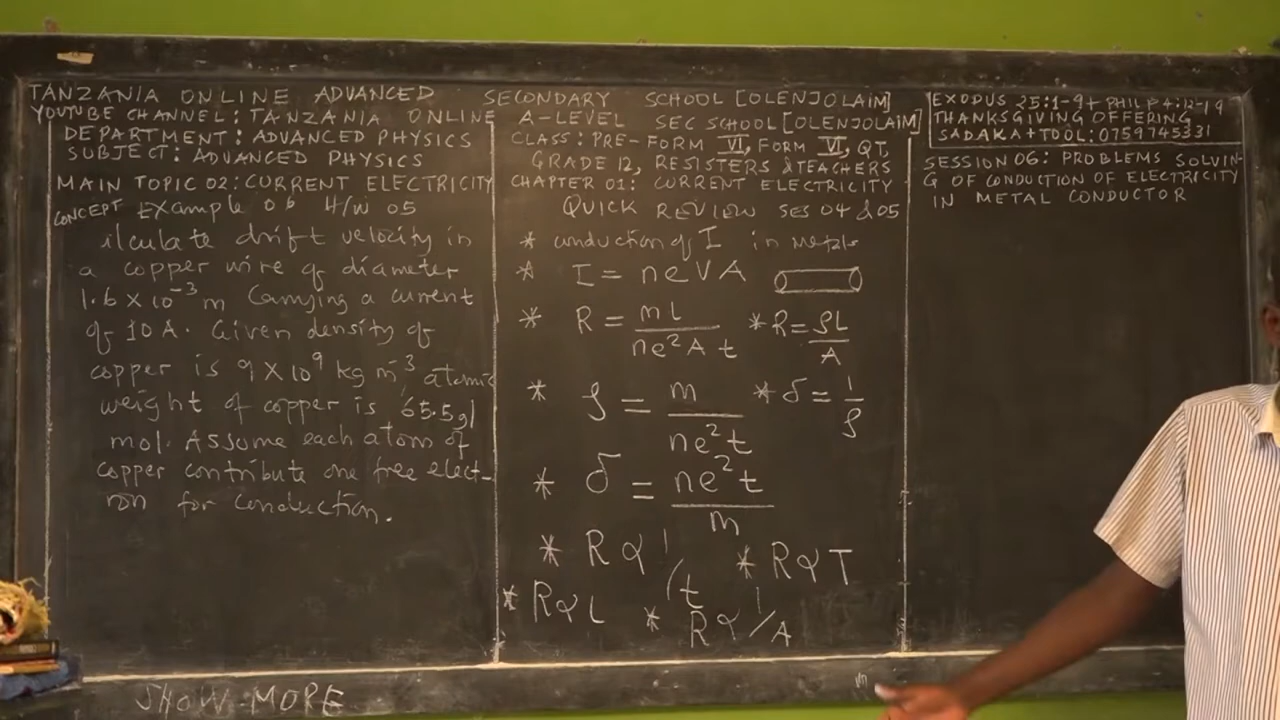 TANZANIA ONLINE ADVANCED SECONDARY SCHOOL [OLENJOLAIM]
YOUTUBE CHANNEL: TANZANIA ONLINE A-LEVEL SEC SCHOOL [OLENJOLAIM]
DEPARTMENT: ADVANCED PHYSICS
SUBJECT: ADVANCED PHYSICS
MAIN TOPIC 02: CURRENT ELECTRICITY
CONCEPT Example 06 H/W 05
alculate drift velocity in
a copper wire of diameter
1.6 × 10⁻³ m Carrying a current
of 10 A. Given density of
copper is 9 × 10⁹ kg m⁻³, atomic
weight of copper is 65.5 g/
mol. Assume each atom of
copper contribute one free elect-
ron for conduction.
CLASS: PRE-FORM VI, FORM VI, QT,
GRADE 12, RESISTERS & TEACHERS
CHAPTER 01: CURRENT ELECTRICITY
QUICK REVIEW SES 04 & 05
* conduction of I in metals
* I = neVA
* R = mL/ne²At * R = ρL/A
* ρ = m/ne²t * δ = 1/ρ
* δ = ne²t/m
* R α 1/t * R α T
* R α L * R α 1/A
EXODUS 25:1-9 + PHILP 4:12-19
THANKSGIVING OFFERING
SADAKA + TOOL: 0759745331
SESSION 06: PROBLEMS SOLVIN-
G OF CONDUCTION OF ELECTRICITY
IN METAL CONDUCTOR
SHOW MORE
m